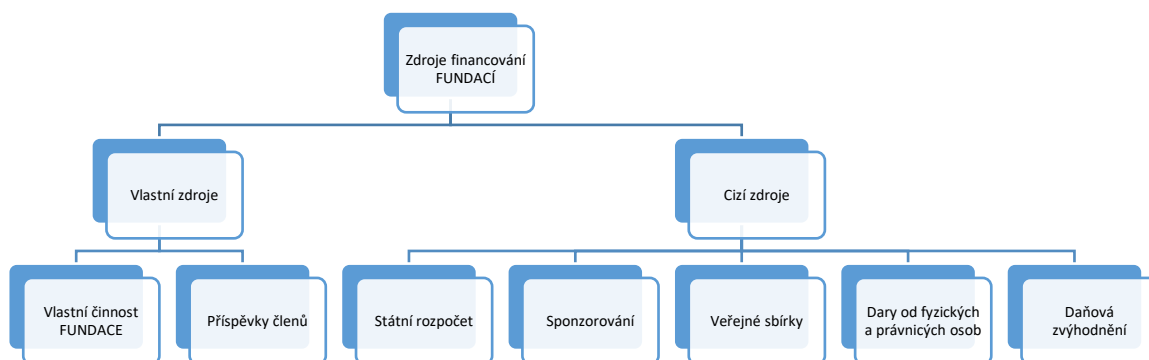 Zdroje financování
FUNDACÍ
Vlastní zdroje
Cizí zdroje
Vlastní činnost
FUNDACE
Příspěvky členů
Státní rozpočet
Sponzorování
Veřejné sbírky
Dary od fyzických
a právnických osob
Daňová
zvýhodnění